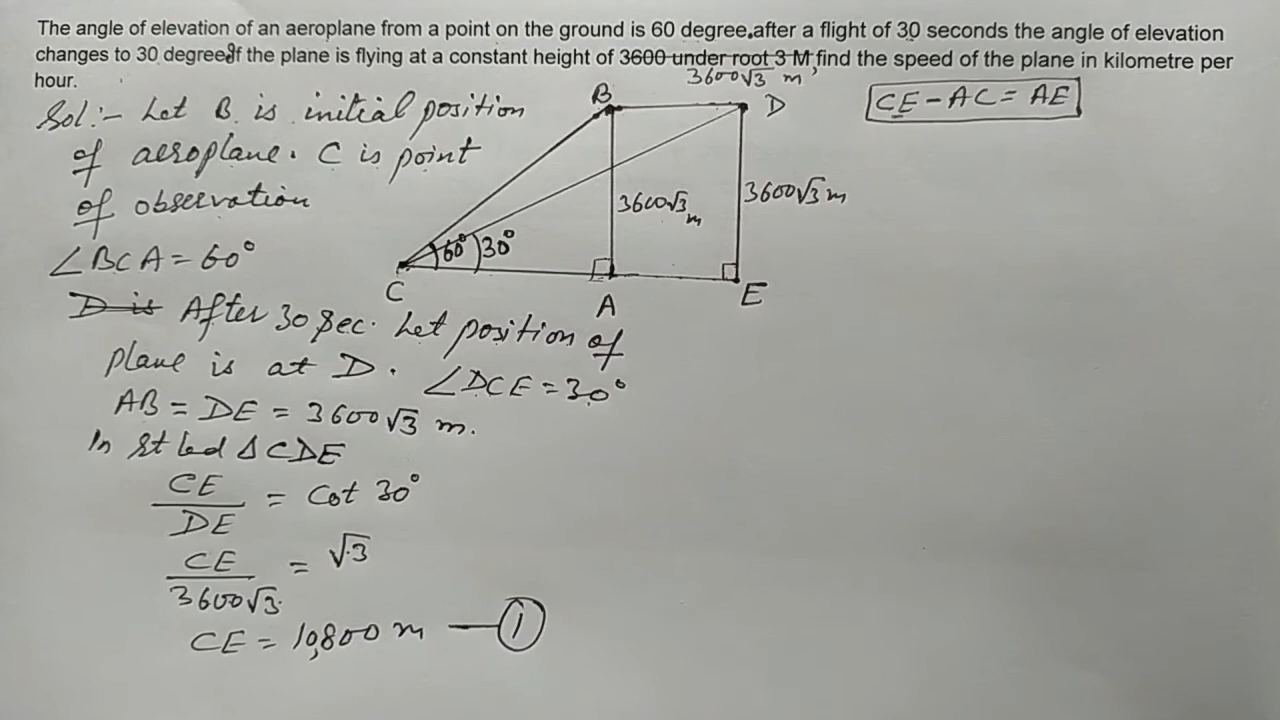 The angle of elevation of an aeroplane from a point on the ground is 60 degree,after a flight of 30 seconds the angle of elevation
changes to 30 degree.If the plane is flying at a constant height of 3600 under root 3 M find the speed of the plane in kilometre per
hour.
3600√3 m,
Sol:- Let B is initial position
of aeroplane. C is point
of observation
∠BCA = 60°
D is After 30 sec. Let position of
plane is at D. ∠DCE = 30°
AB = DE = 3600√3 m.
In rt led △CDE
CE/DE = Cot 30°
CE/3600√3 = √3
CE = 10,800 m — ①
B
D
CE - AC = AE
3600√3 m
3600√3 m
60° 30°
C
A
E